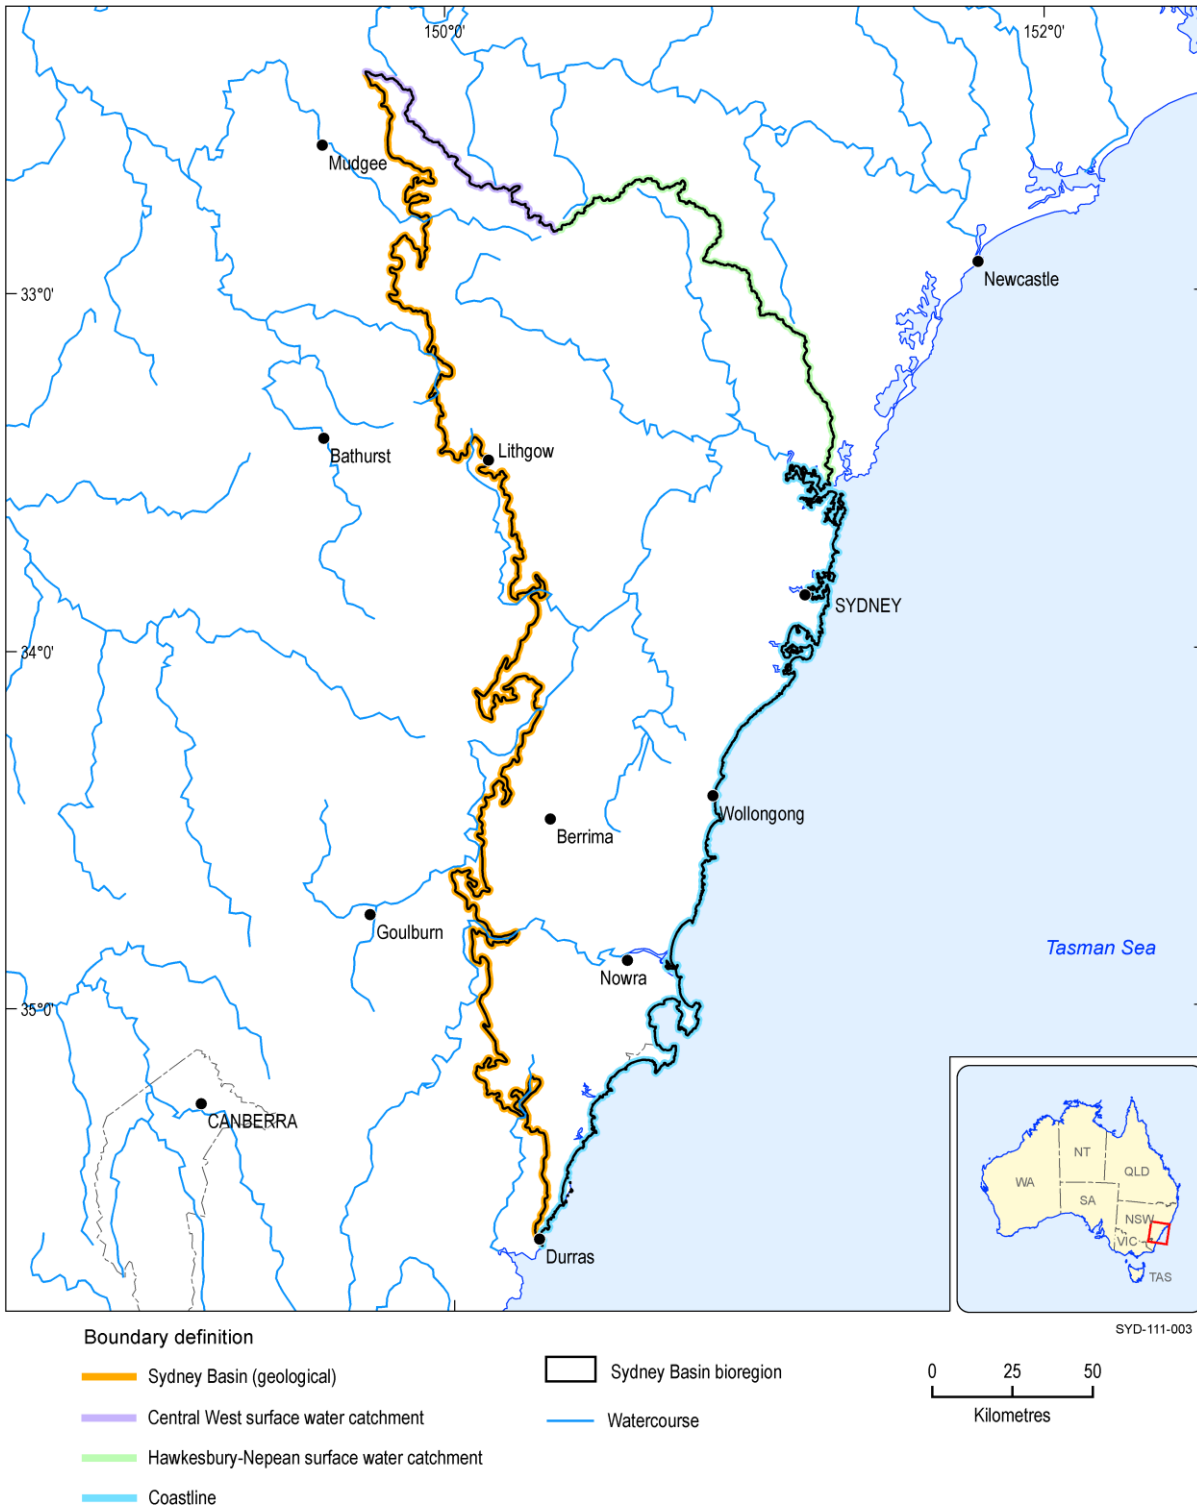 150°0'
152°0'
Mudgee
Newcastle
33°0'
Bathurst
Lithgow
SYDNEY
34°0'
Wollongong
Berrima
Goulburn
Tasman Sea
Nowra
35°0'
CANBERRA
Durras
NT
QLD
WA
SA
NSW
VIC
TAS
SYD-111-003
Boundary definition
Sydney Basin (geological)
Central West surface water catchment
Hawkesbury-Nepean surface water catchment
Coastline
Sydney Basin bioregion
Watercourse
0 25 50
Kilometres